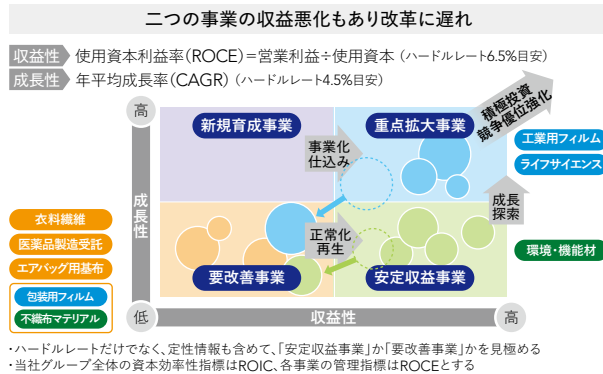 二つの事業の収益悪化もあり改革に遅れ
収益性 使用資本利益率(ROCE)=営業利益÷使用資本(ハードルレート6.5%目安)
成長性 年平均成長率(CAGR)(ハードルレート4.5%目安)
高
新規育成事業
重点拡大事業
積極投資
競争優位強化
事業化
仕込み
工業用フィルム
ライフサイエンス
成長性
成長
探索
衣料繊維
医薬品製造受託
エアバッグ用基布
正常化
再生
環境・機能材
要改善事業
安定収益事業
包装用フィルム
不織布マテリアル
低
収益性
高
・ハードルレートだけでなく、定性情報も含めて、「安定収益事業」か「要改善事業」かを見極める
・当社グループ全体の資本効率性指標はROIC、各事業の管理指標はROCEとする